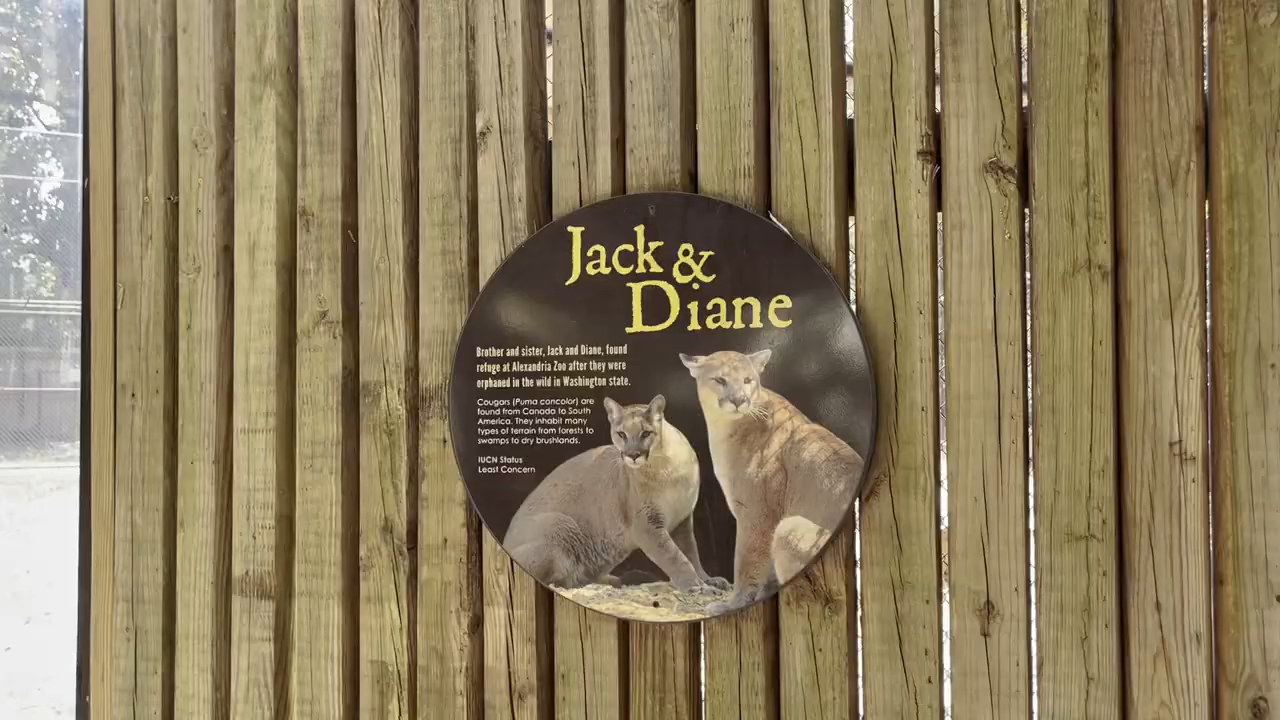 Jack &
Diane
Brother and sister, Jack and Diane, found
refuge at Alexandria Zoo after they were
orphaned in the wild in Washington state.
Cougars (Puma concolor) are
found from Canada to South
America. They inhabit many
types of terrain from forests to
swamps to dry brushlands.
IUCN Status
Least Concern